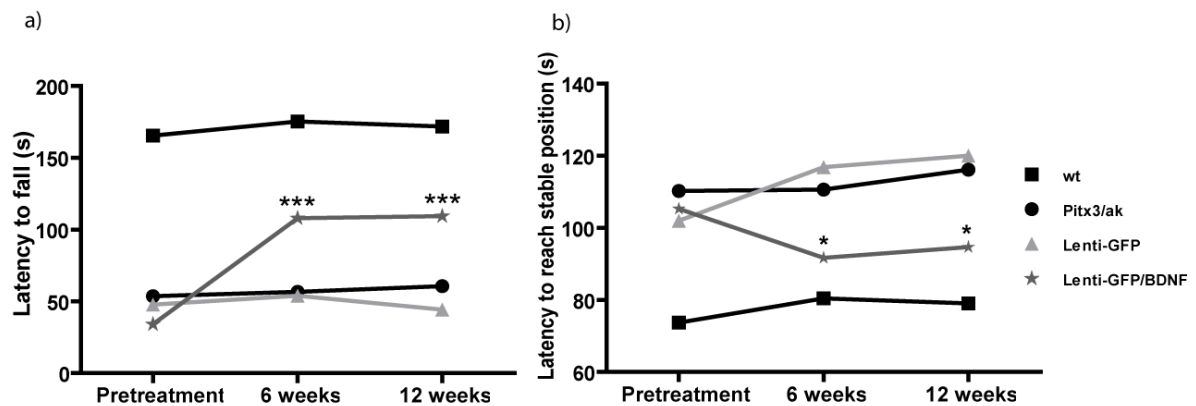 a)
Latency to fall (s)
200
150
100
50
0
*** ***
Pretreatment 6 weeks 12 weeks
b)
Latency to reach stable position (s)
140
120
100
80
60
* *
Pretreatment 6 weeks 12 weeks
wt
Pitx3/ak
Lenti-GFP
Lenti-GFP/BDNF